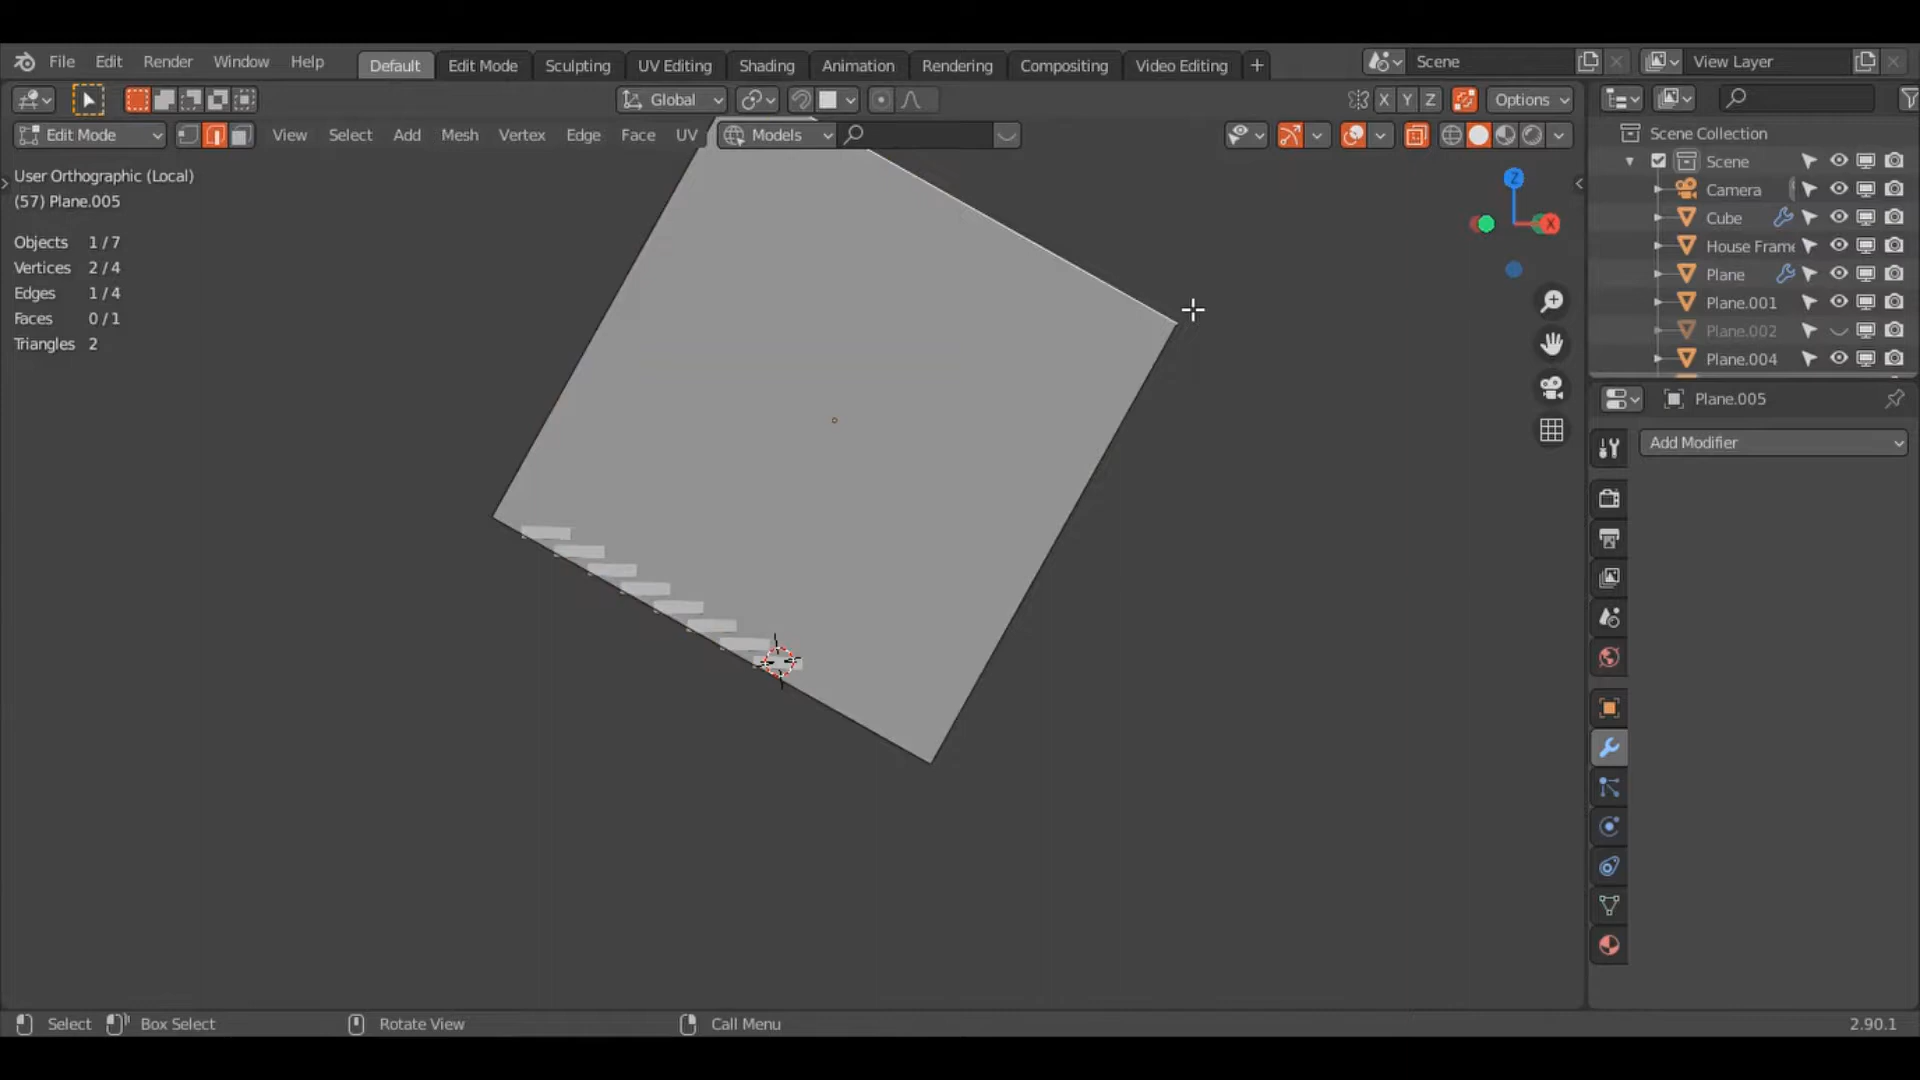 File Edit Render Window Help Default Edit Mode Sculpting UV Editing Shading Animation Rendering Compositing Video Editing + Scene View Layer
Global X Y Z Options
Edit Mode View Select Add Mesh Vertex Edge Face UV Models
User Orthographic (Local)
(57) Plane.005
Objects 1 / 7
Vertices 2 / 4
Edges 1 / 4
Faces 0 / 1
Triangles 2
Z
X
Scene Collection
Scene
Camera
Cube
House Frame
Plane
Plane.001
Plane.002
Plane.004
Plane.005
Add Modifier
Select Box Select Rotate View Call Menu 2.90.1